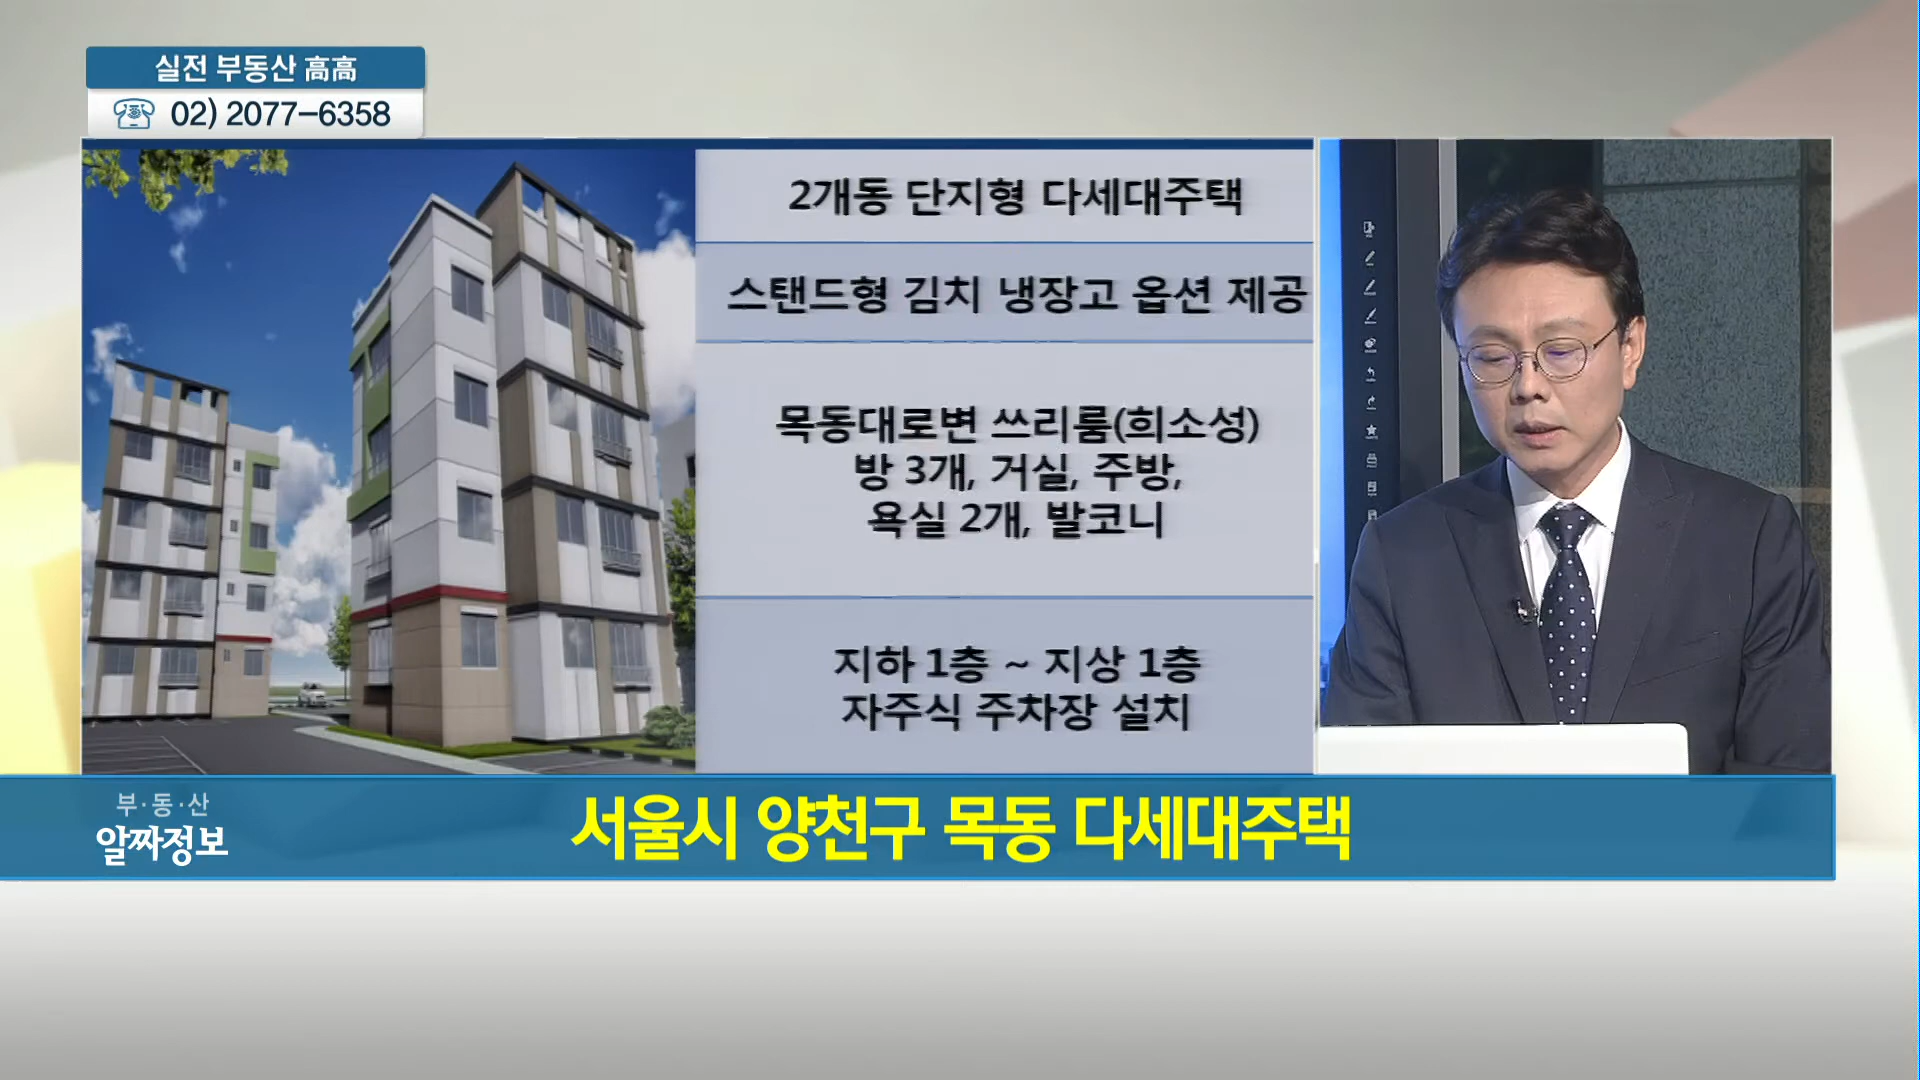 실전 부동산 高高
02) 2077-6358
2개동 단지형 다세대주택
스탠드형 김치 냉장고 옵션 제공
목동대로변 쓰리룸(희소성)
방 3개, 거실, 주방,
욕실 2개, 발코니
지하 1층 ~ 지상 1층
자주식 주차장 설치
부·동·산
알짜정보
서울시 양천구 목동 다세대주택